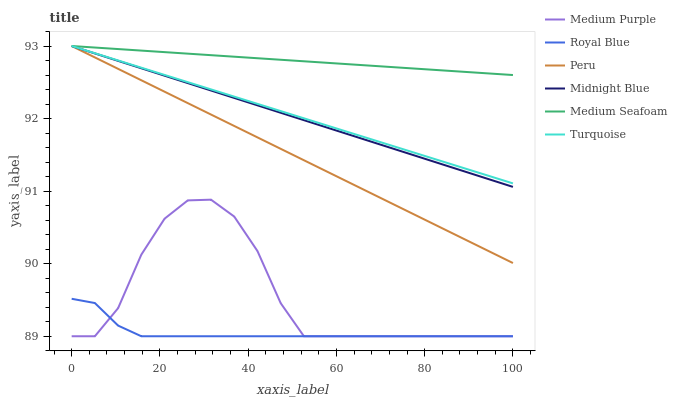 title
Medium Purple
Royal Blue
Peru
Midnight Blue
Medium Seafoam
Turquoise
yaxis_label
93
92
91
90
89
0
20
40
60
80
100
xaxis_label